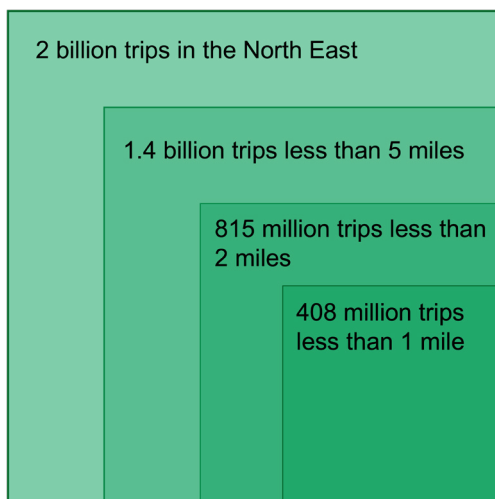 2 billion trips in the North East
1.4 billion trips less than 5 miles
815 million trips less than
2 miles
408 million trips
less than 1 mile